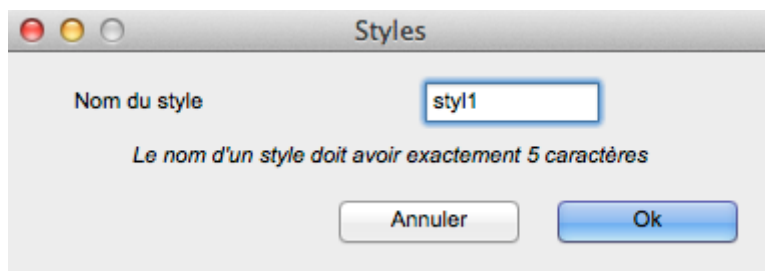 Styles
Nom du style styl1
Le nom d'un style doit avoir exactement 5 caractères
Annuler Ok